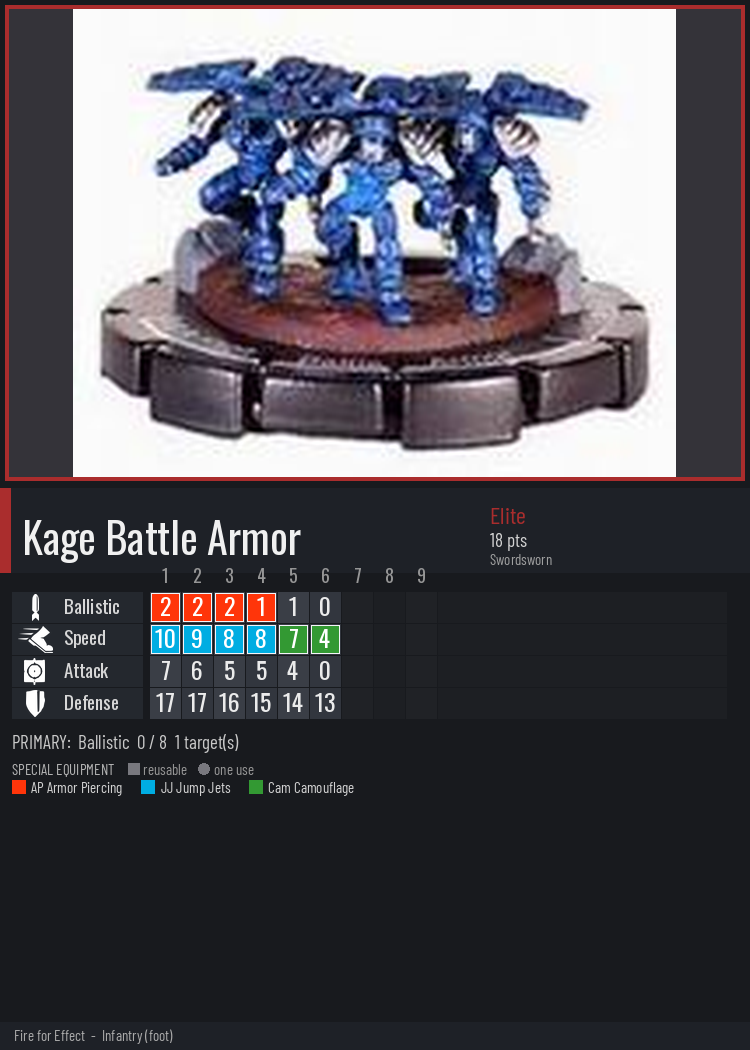 Kage Battle Armor
Elite
18 pts
Swordsworn
1 2 3 4 5 6 7 8 9
Ballistic 2 2 2 1 1 0
Speed 10 9 8 8 7 4
Attack 7 6 5 5 4 0
Defense 17 17 16 15 14 13
PRIMARY: Ballistic 0 / 8 1 target(s)
SPECIAL EQUIPMENT reusable one use
AP Armor Piercing JJ Jump Jets Cam Camouflage
Fire for Effect - Infantry (foot)